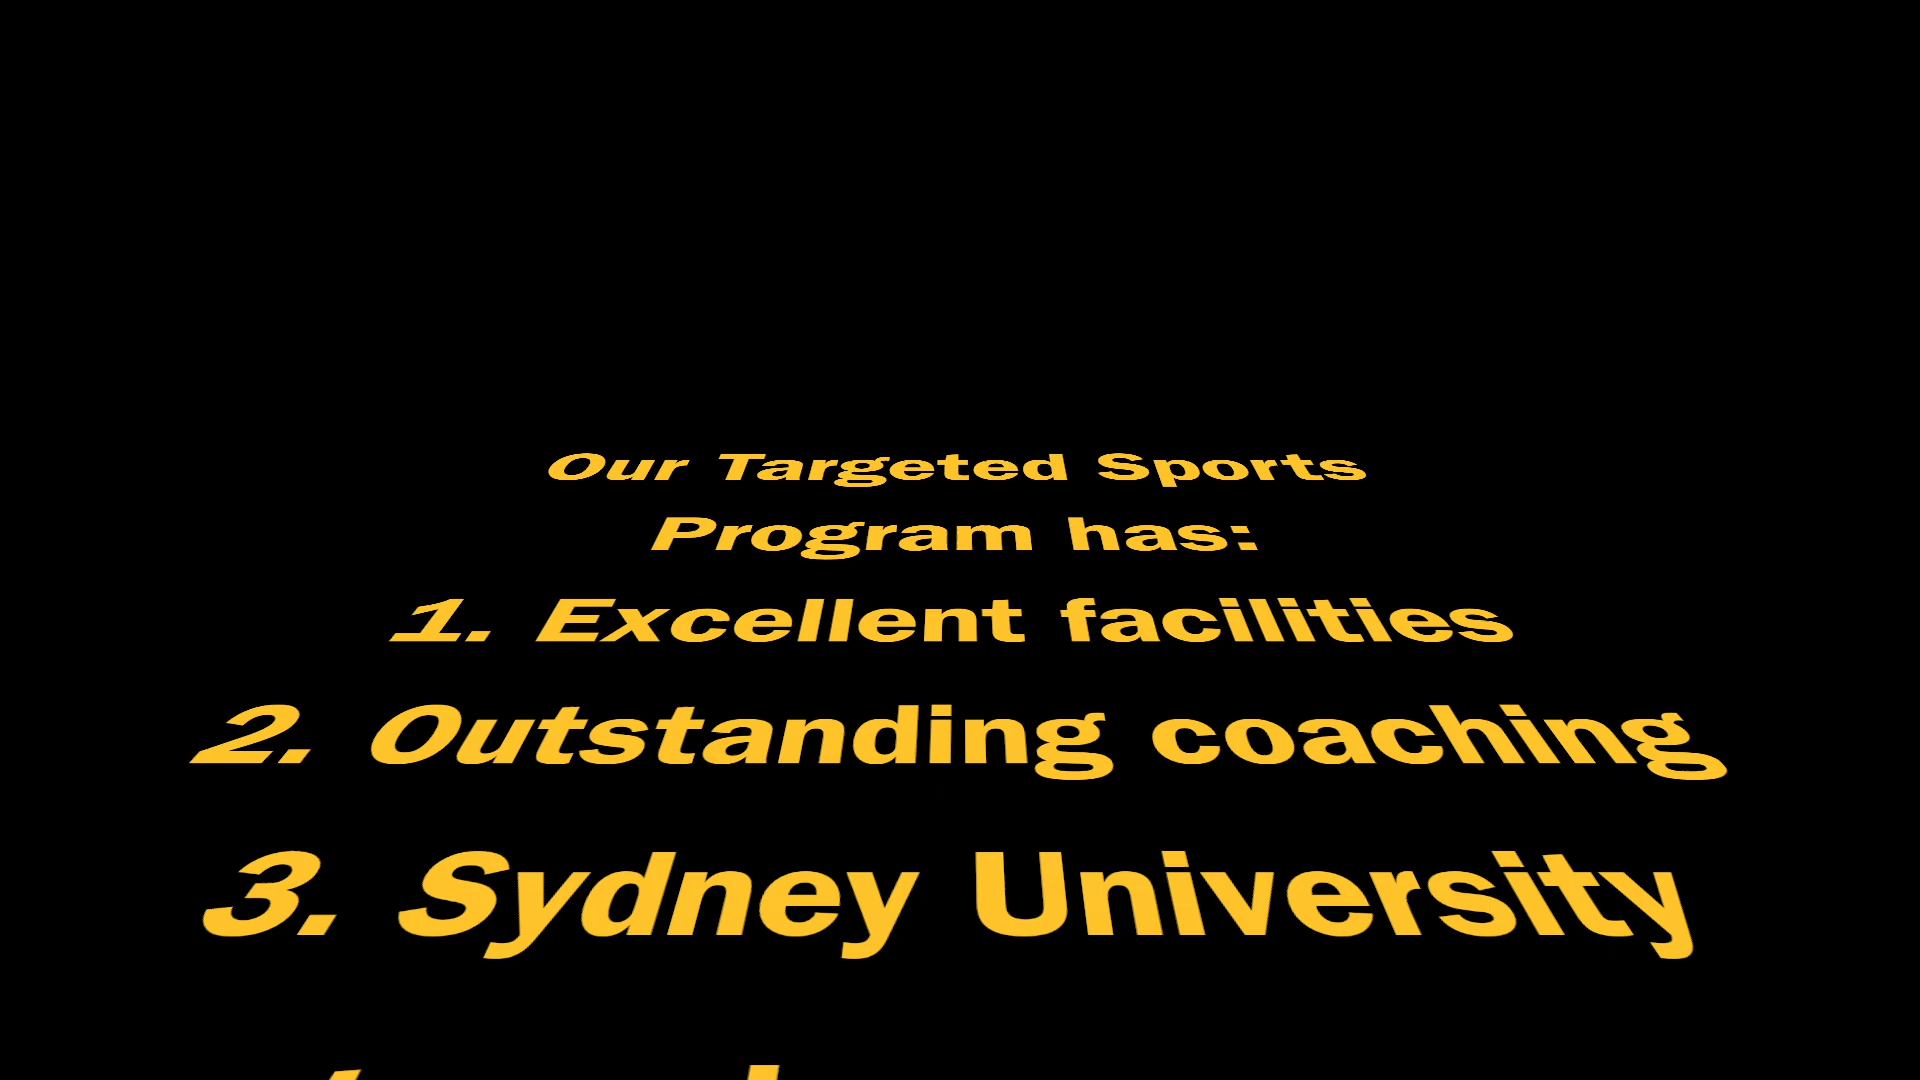 Our Targeted Sports
Program has:
1. Excellent facilities
2. Outstanding coaching
3. Sydney University